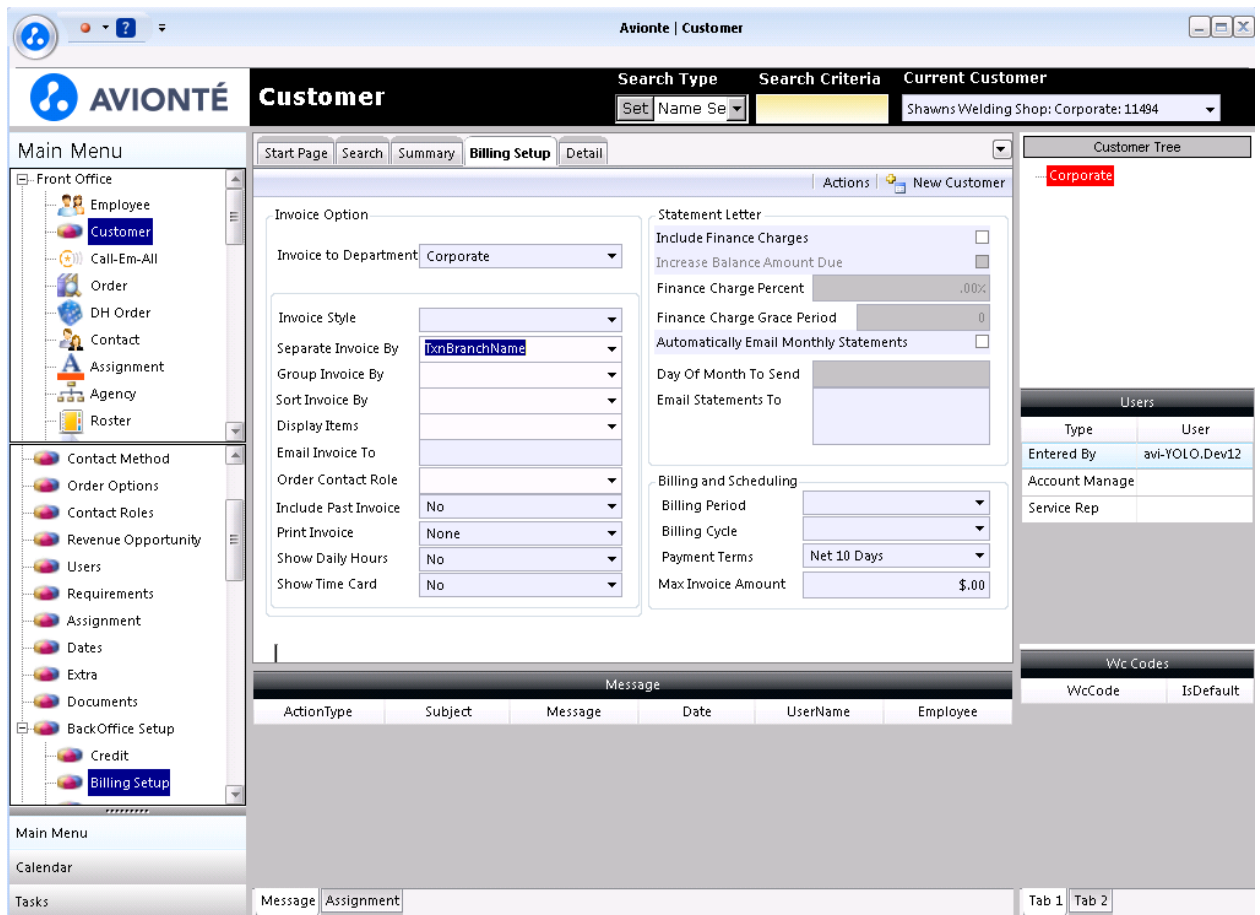 Avionte | Customer
?
AVIONTÉ
Customer
Search Type
Search Criteria
Current Customer
Set
Name Se
Shawns Welding Shop: Corporate: 11494
Main Menu
Front Office
Employee
Customer
Call-Em-All
Order
DH Order
Contact
Assignment
Agency
Roster
Contact Method
Order Options
Contact Roles
Revenue Opportunity
Users
Requirements
Assignment
Dates
Extra
Documents
BackOffice Setup
Credit
Billing Setup
Main Menu
Calendar
Tasks
Start Page
Search
Summary
Billing Setup
Detail
Actions
New Customer
Invoice Option
Invoice to Department Corporate
Invoice Style
Separate Invoice By TxnBranchName
Group Invoice By
Sort Invoice By
Display Items
Email Invoice To
Order Contact Role
Include Past Invoice No
Print Invoice None
Show Daily Hours No
Show Time Card No
Statement Letter
Include Finance Charges
Increase Balance Amount Due
Finance Charge Percent .00%
Finance Charge Grace Period 0
Automatically Email Monthly Statements
Day Of Month To Send
Email Statements To
Billing and Scheduling
Billing Period
Billing Cycle
Payment Terms Net 10 Days
Max Invoice Amount $.00
Message
ActionType Subject Message Date UserName Employee
Message
Assignment
Customer Tree
Corporate
Users
Type User
Entered By avi-YOLO.Dev12
Account Manage
Service Rep
Wc Codes
WcCode IsDefault
Tab 1
Tab 2